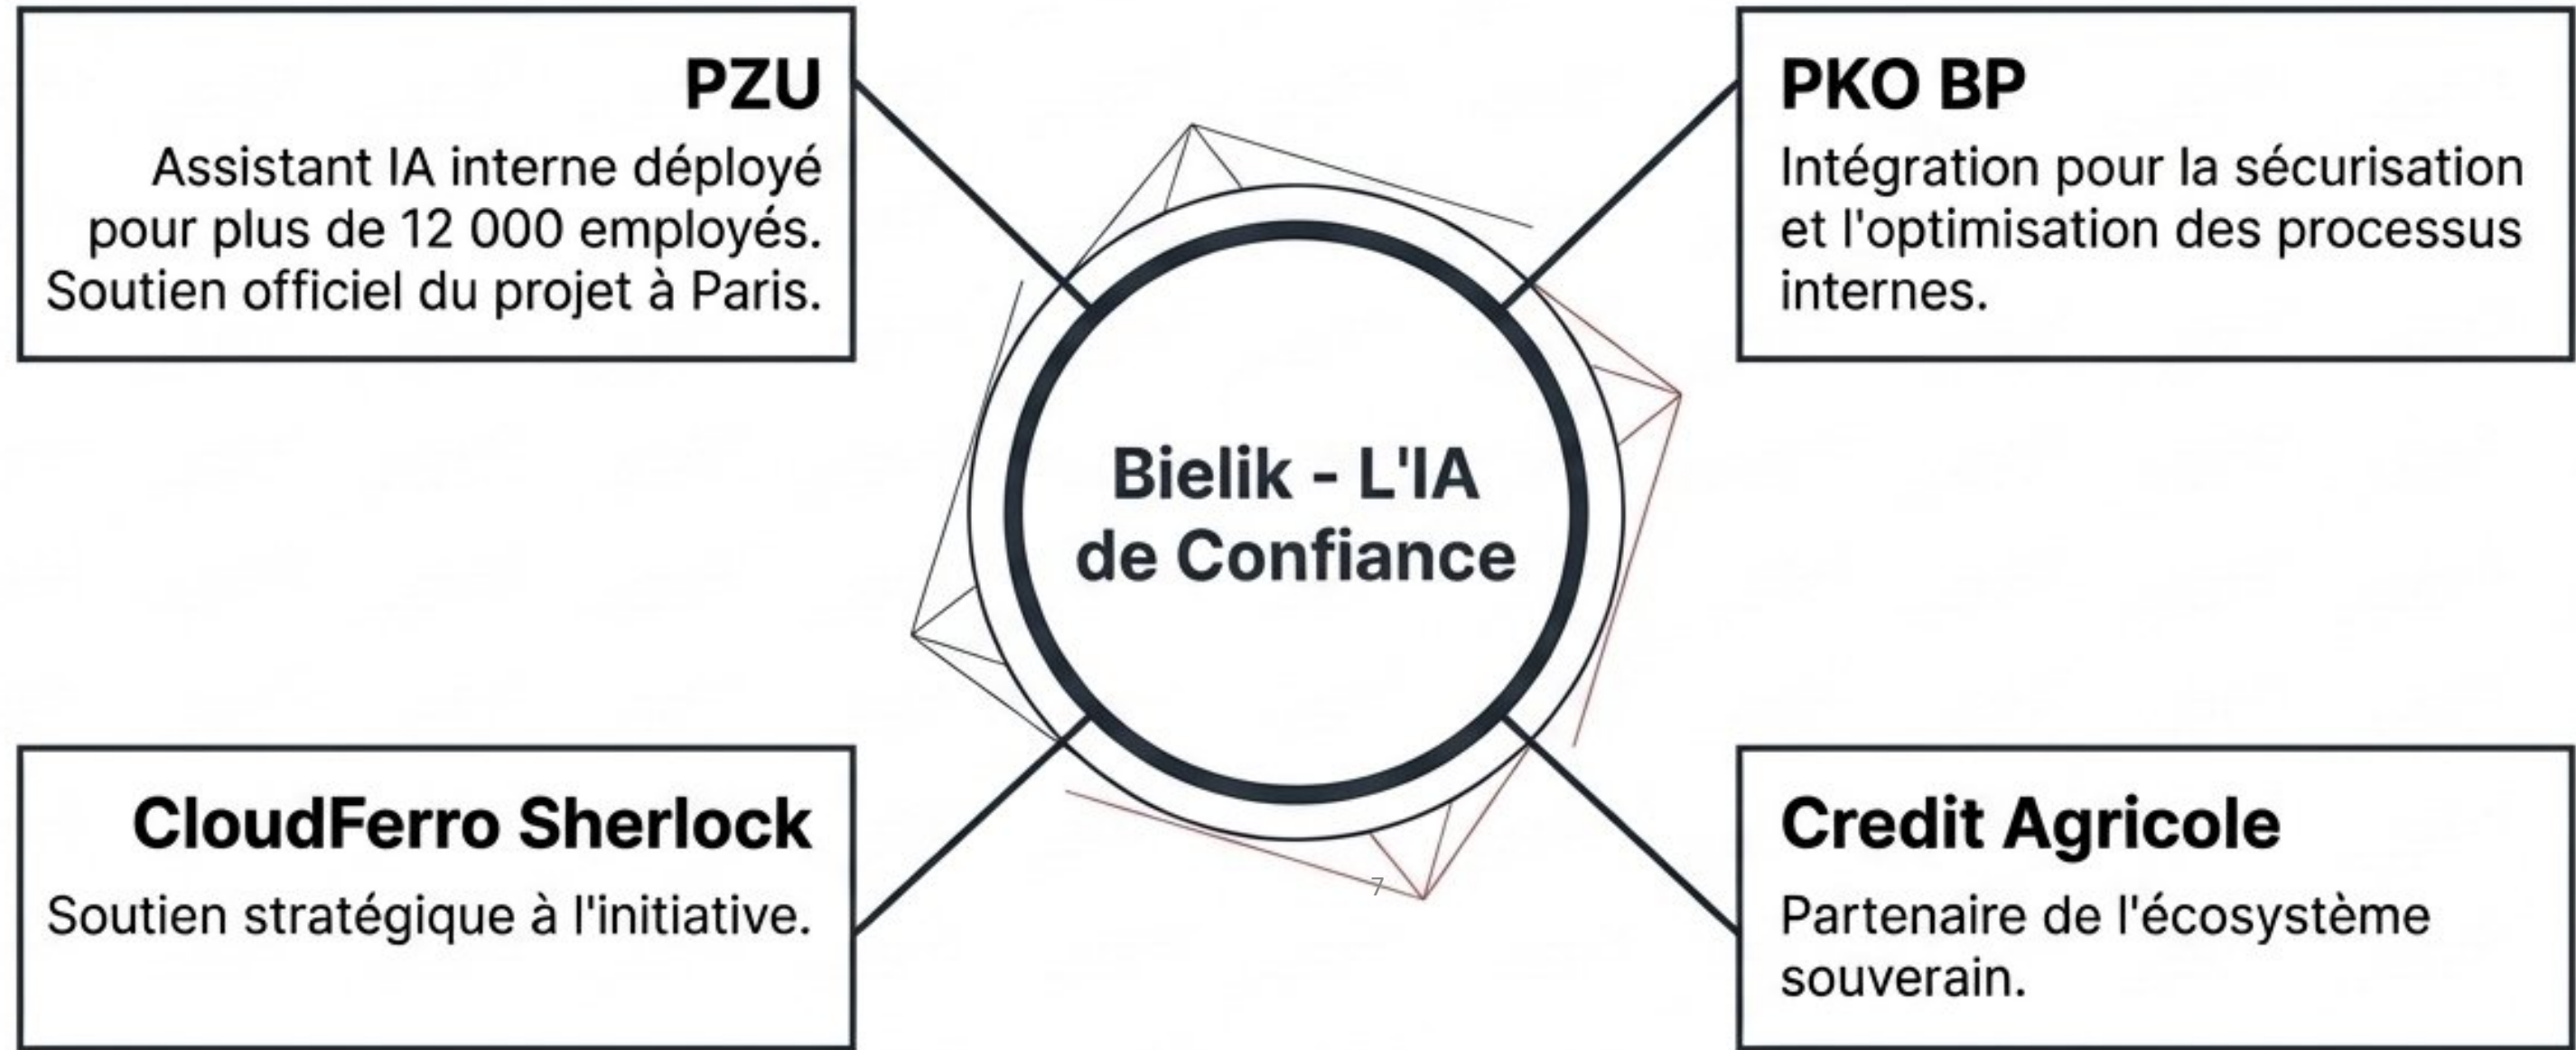 PZU
Assistant IA interne déployé
pour plus de 12 000 employés.
Soutien officiel du projet à Paris.
PKO BP
Intégration pour la sécurisation
et l'optimisation des processus
internes.
Bielik - L'IA
de Confiance
CloudFerro Sherlock
Soutien stratégique à l'initiative.
Credit Agricole
Partenaire de l'écosystème
souverain.
7